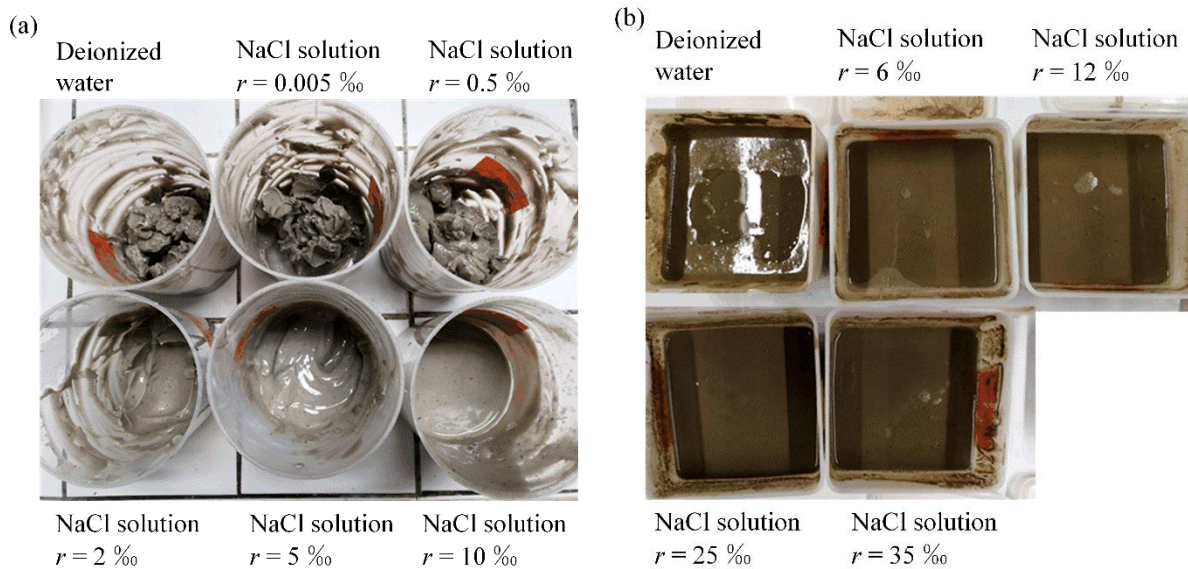 (a)
Deionized
water
NaCl solution
r = 0.005 ‰
NaCl solution
r = 0.5 ‰
NaCl solution
r = 2 ‰
NaCl solution
r = 5 ‰
NaCl solution
r = 10 ‰
(b)
Deionized
water
NaCl solution
r = 6 ‰
NaCl solution
r = 12 ‰
NaCl solution
r = 25 ‰
NaCl solution
r = 35 ‰